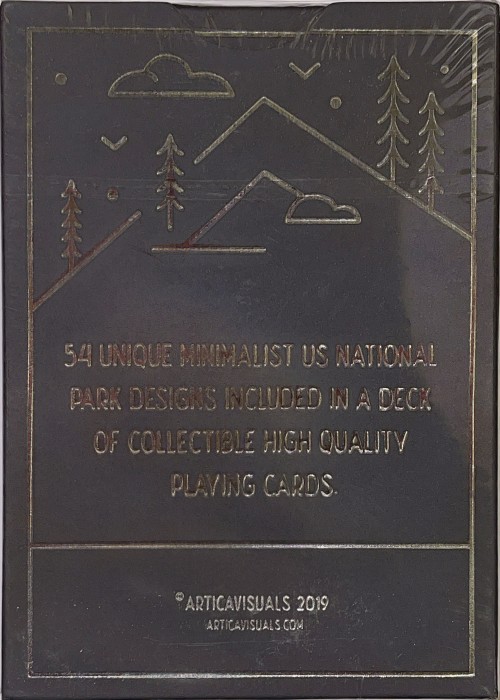 54 UNIQUE MINIMALIST US NATIONAL
PARK DESIGNS INCLUDED IN A DECK
OF COLLECTIBLE HIGH QUALITY
PLAYING CARDS.
©ARTICAVISUALS 2019
ARTICAVISUALS.COM